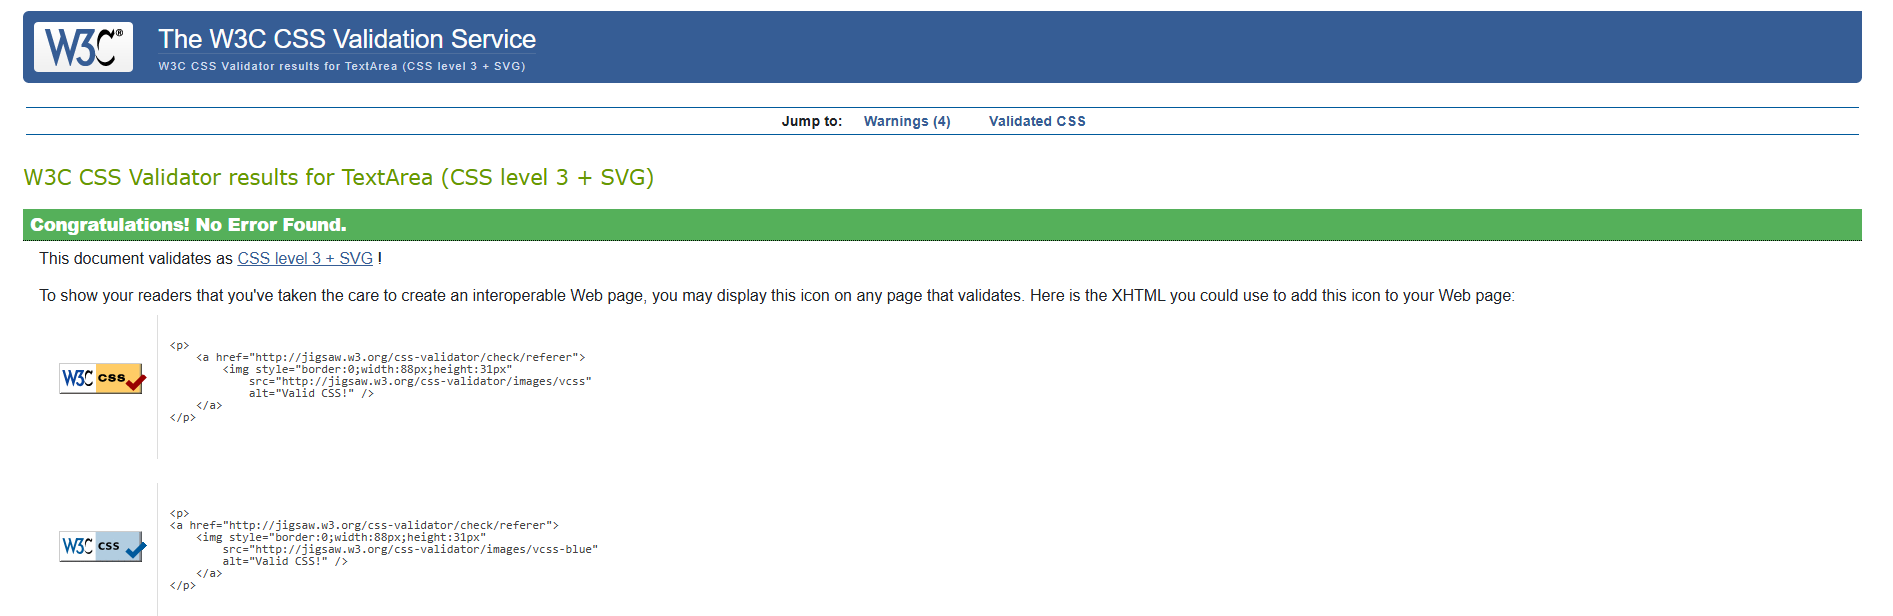 W3C®
The W3C CSS Validation Service
W3C CSS Validator results for TextArea (CSS level 3 + SVG)
Jump to: Warnings (4) Validated CSS
W3C CSS Validator results for TextArea (CSS level 3 + SVG)
Congratulations! No Error Found.
This document validates as CSS level 3 + SVG !
To show your readers that you've taken the care to create an interoperable Web page, you may display this icon on any page that validates. Here is the XHTML you could use to add this icon to your Web page:
W3C css
<p>
    <a href="http://jigsaw.w3.org/css-validator/check/referer">
        <img style="border:0;width:88px;height:31px"
            src="http://jigsaw.w3.org/css-validator/images/vcss"
            alt="Valid CSS!" />
    </a>
</p>
W3C css
<p>
<a href="http://jigsaw.w3.org/css-validator/check/referer">
    <img style="border:0;width:88px;height:31px"
        src="http://jigsaw.w3.org/css-validator/images/vcss-blue"
        alt="Valid CSS!" />
    </a>
</p>